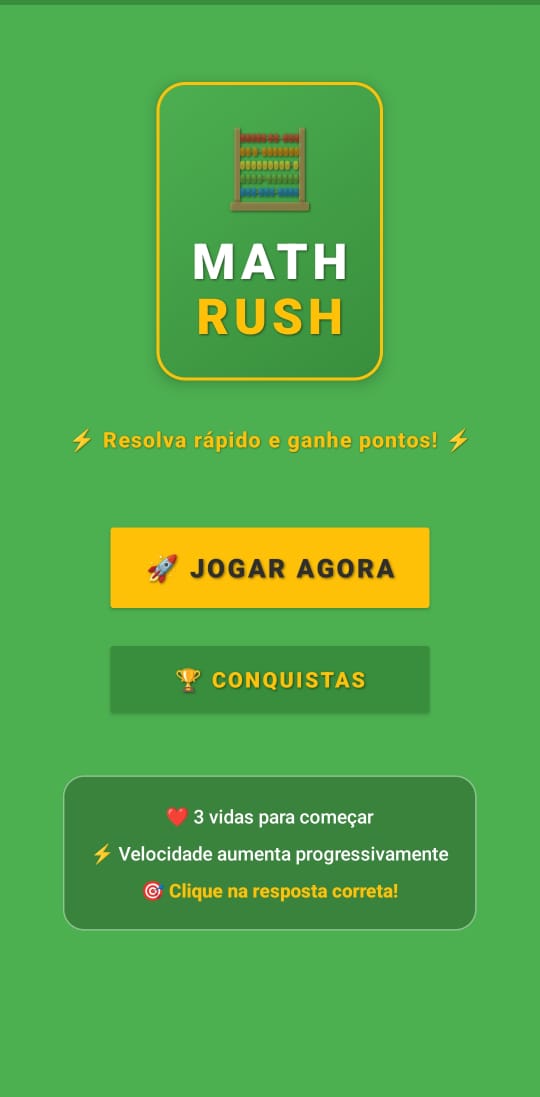 MATH
RUSH
⚡ Resolva rápido e ganhe pontos! ⚡
🚀 JOGAR AGORA
🏆 CONQUISTAS
❤️ 3 vidas para começar
⚡ Velocidade aumenta progressivamente
🎯 Clique na resposta correta!